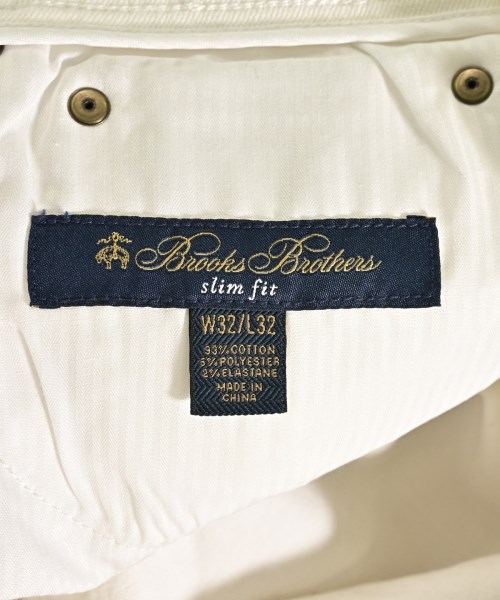 Brooks Brothers
slim fit
W32/L32
93% COTTON
5% POLYESTER
2% ELASTANE
MADE IN
CHINA